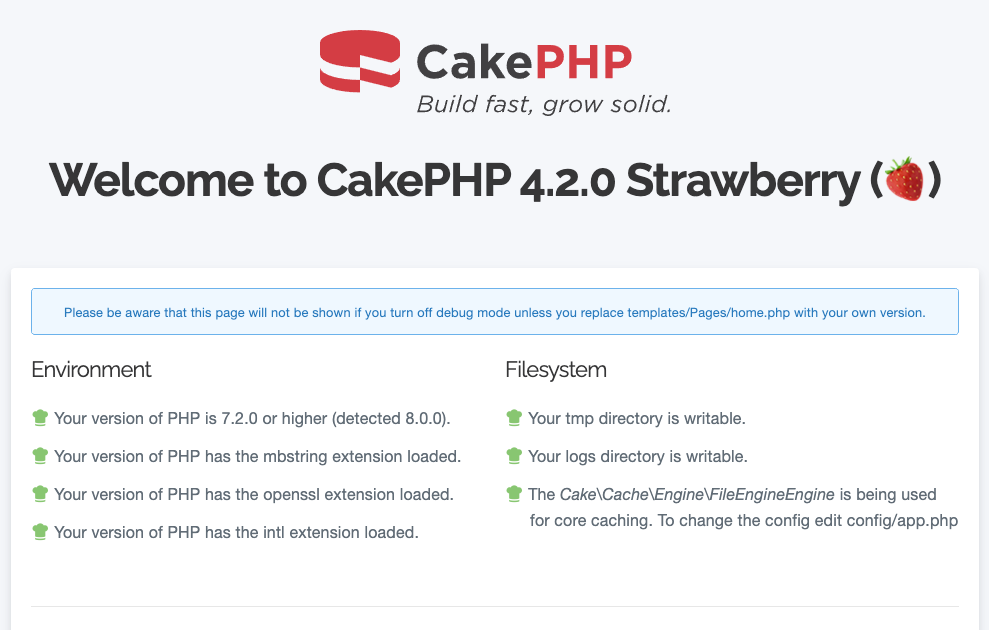 CakePHP
Build fast, grow solid.
Welcome to CakePHP 4.2.0 Strawberry (🍓)
Please be aware that this page will not be shown if you turn off debug mode unless you replace templates/Pages/home.php with your own version.
Environment
Your version of PHP is 7.2.0 or higher (detected 8.0.0).
Your version of PHP has the mbstring extension loaded.
Your version of PHP has the openssl extension loaded.
Your version of PHP has the intl extension loaded.
Filesystem
Your tmp directory is writable.
Your logs directory is writable.
The Cake\Cache\Engine\FileEngineEngine is being used
for core caching. To change the config edit config/app.php